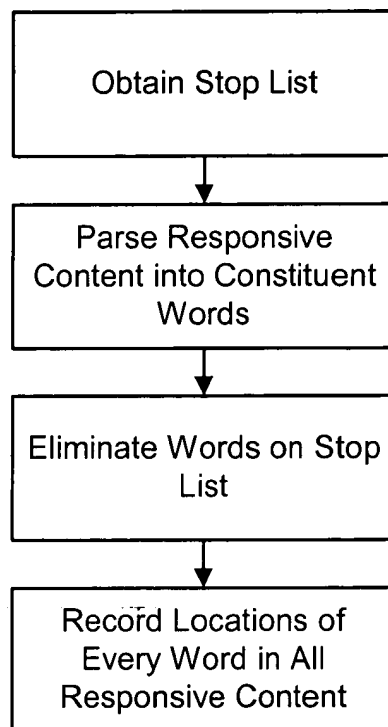 Obtain Stop List
Parse Responsive
Content into Constituent
Words
Eliminate Words on Stop
List
Record Locations of
Every Word in All
Responsive Content